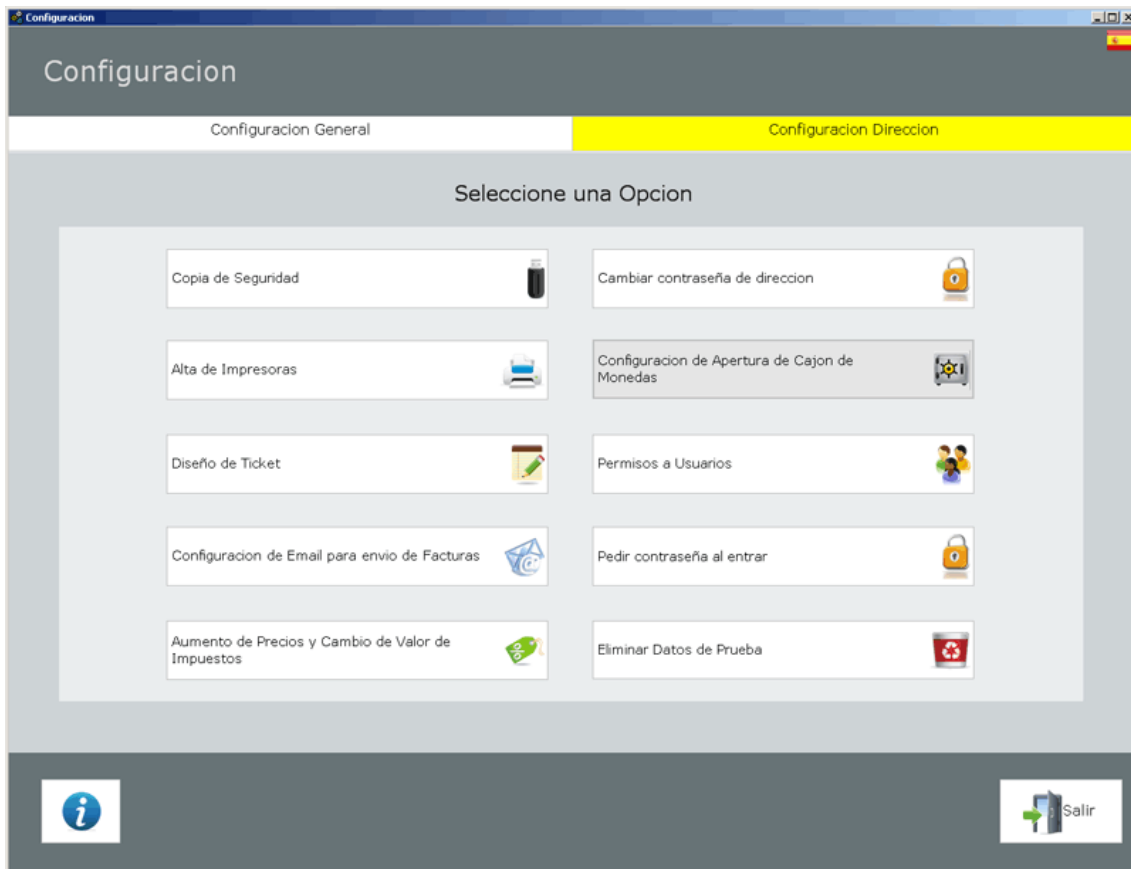 Configuracion
Configuracion
Configuracion General
Configuracion Direccion
Seleccione una Opcion
Copia de Seguridad
Cambiar contraseña de direccion
Alta de Impresoras
Configuracion de Apertura de Cajon de
Monedas
Diseño de Ticket
Permisos a Usuarios
Configuracion de Email para envio de Facturas
Pedir contraseña al entrar
Aumento de Precios y Cambio de Valor de
Impuestos
Eliminar Datos de Prueba
Salir